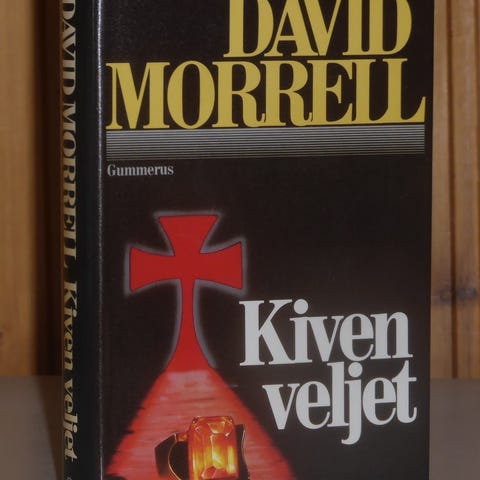 DAVID
MORRELL
Gummerus
Kiven
veljet
DAVID MORRELL Kiven veljet